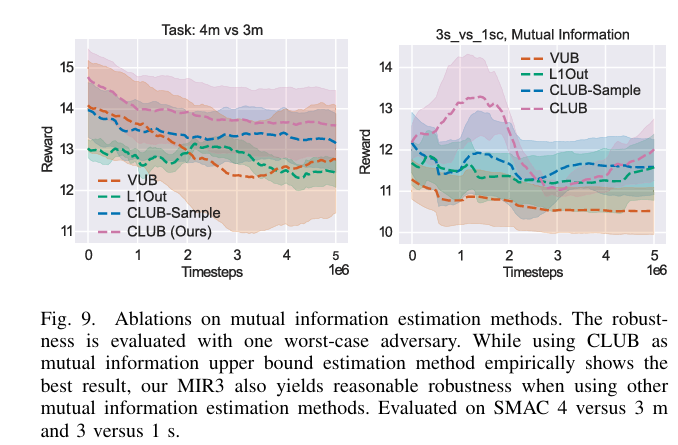 Task: 4m vs 3m
15
14
13
12
11
Reward
VUB
L1Out
CLUB-Sample
CLUB (Ours)
0 1 2 3 4 5
1e6
Timesteps
3s_vs_1sc, Mutual Information
14
13
12
11
10
Reward
VUB
L1Out
CLUB-Sample
CLUB
0 1 2 3 4 5
1e6
Timesteps
Fig. 9. Ablations on mutual information estimation methods. The robust-
ness is evaluated with one worst-case adversary. While using CLUB as
mutual information upper bound estimation method empirically shows the
best result, our MIR3 also yields reasonable robustness when using other
mutual information estimation methods. Evaluated on SMAC 4 versus 3 m
and 3 versus 1 s.